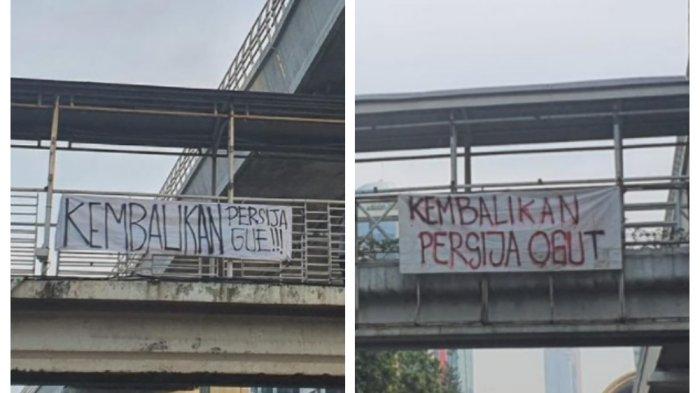 KEMBALIKAN PERSIJA
GUE!!!
KEMBALIKAN
PERSIJA OGUT